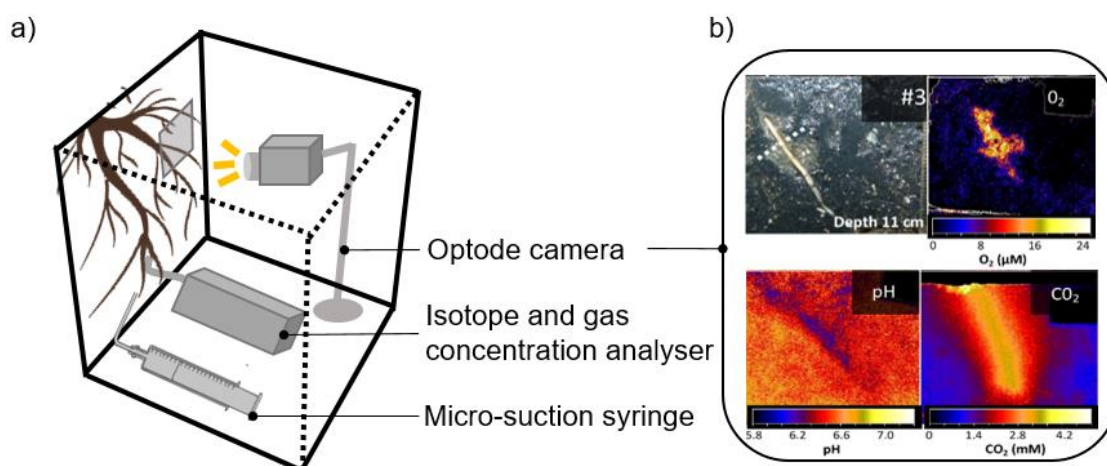 a)
Optode camera
Isotope and gas
concentration analyser
Micro-suction syringe
b)
#3
Depth 11 cm
O₂
0 8 16 24
O₂ (µM)
pH
5.8 6.2 6.6 7.0
pH
CO₂
0 1.4 2.8 4.2
CO₂ (mM)